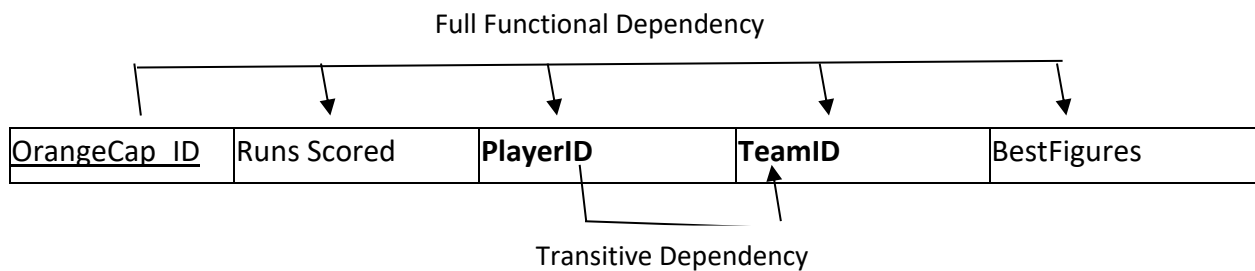 Full Functional Dependency
OrangeCap_ID Runs Scored PlayerID TeamID BestFigures
Transitive Dependency